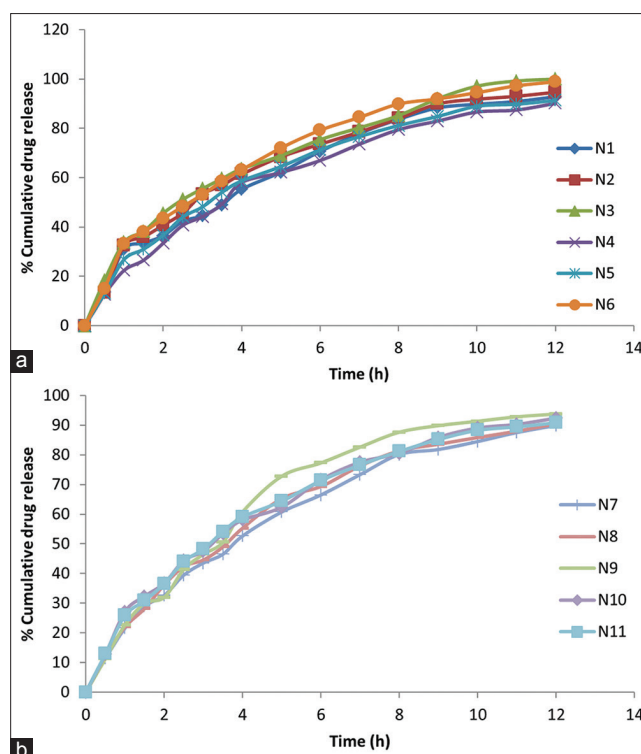 120
100
80
60
40
20
0
% Cumulative drug release
0 2 4 6 8 10 12 14
Time (h)
N1
N2
N3
N4
N5
N6
a
100
90
80
70
60
50
40
30
20
10
0
% Cumulative drug release
0 2 4 6 8 10 12 14
Time (h)
N7
N8
N9
N10
N11
b